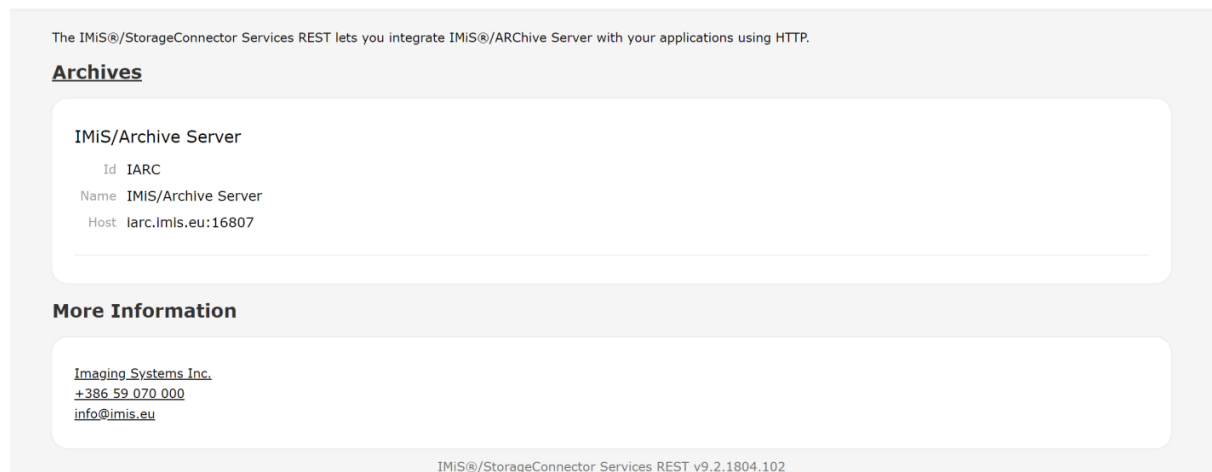 The IMiS®/StorageConnector Services REST lets you integrate IMiS®/ARChive Server with your applications using HTTP.
Archives
IMiS/Archive Server
Id IARC
Name IMiS/Archive Server
Host iarc.imis.eu:16807
More Information
Imaging Systems Inc.
+386 59 070 000
info@imis.eu
IMiS®/StorageConnector Services REST v9.2.1804.102